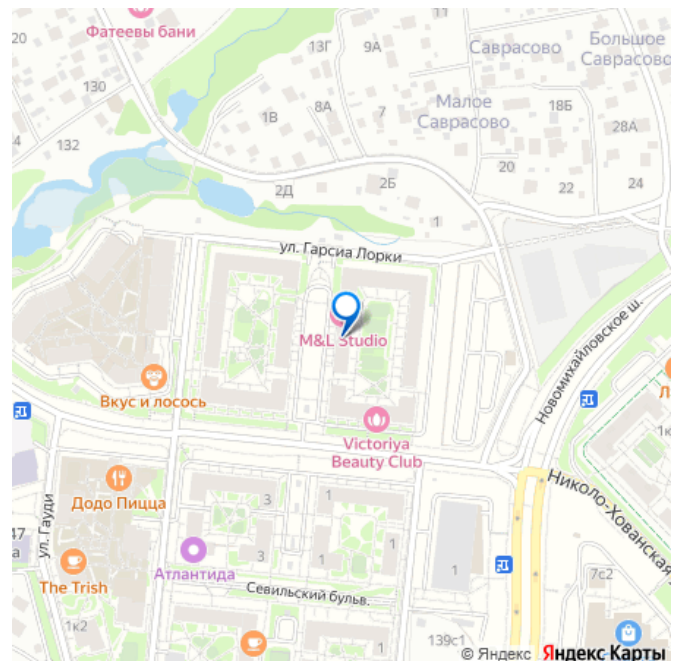 Фатеевы бани
11
13Г
9А
Саврасово
Большое
Саврасово
130
1В
8А
7
Малое
Саврасово
18Б
28А
4
132
2Д
2Б
20
22
24
1
ул. Гарсиа Лорки
Новомихайловское ш.
M&L Studio
Вкус и лосось
Victoriya
Beauty Club
Л
1к
Додо Пицца
Николо-Хованская
ул. Гауди
47
а
3
1
The Trish
Атлантида
3
1
1
1
7с2
Севильский бульв.
1к2
139с1
© Яндекс Яндекс Карты